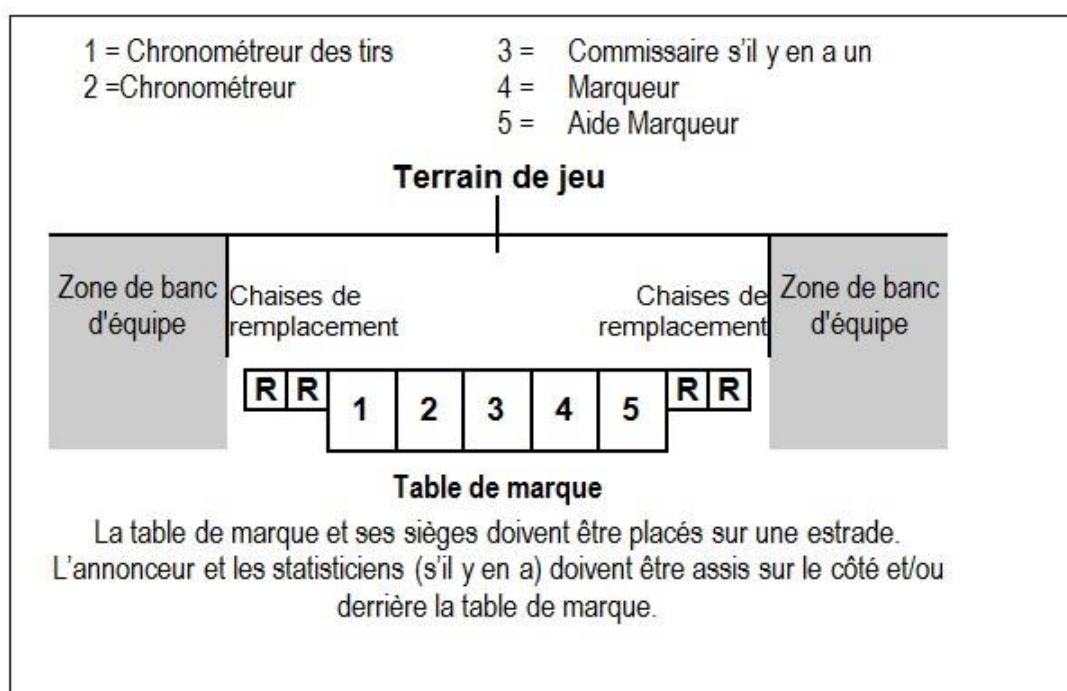 1 = Chronométreur des tirs
2 =Chronométreur
3 = Commissaire s'il y en a un
4 = Marqueur
5 = Aide Marqueur
Terrain de jeu
Zone de banc
d'équipe
Chaises de
remplacement
Chaises de
remplacement
Zone de banc
d'équipe
R R 1 2 3 4 5 R R
Table de marque
La table de marque et ses sièges doivent être placés sur une estrade.
L'annonceur et les statisticiens (s'il y en a) doivent être assis sur le côté et/ou
derrière la table de marque.